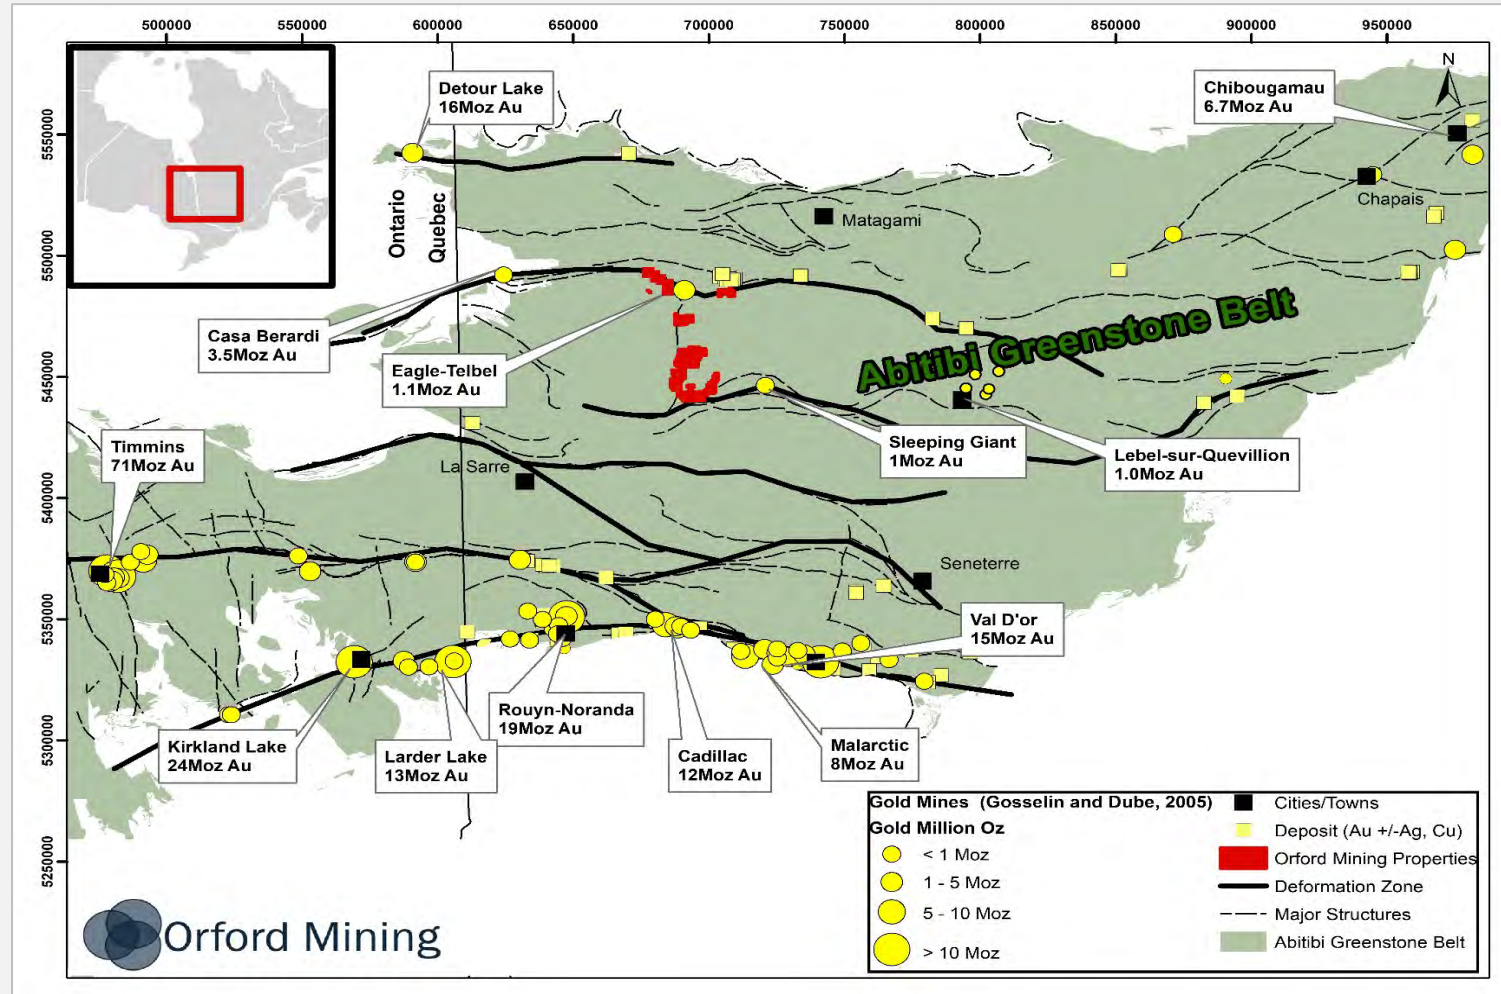 500000
550000
600000
650000
700000
750000
800000
850000
900000
950000
5550000
5500000
5450000
5400000
5350000
5300000
5250000
N
Detour Lake
16Moz Au
Chibougamau
6.7Moz Au
Chapais
Ontario
Quebec
Matagami
Casa Berardi
3.5Moz Au
Eagle-Telbel
1.1Moz Au
Abitibi Greenstone Belt
Sleeping Giant
1Moz Au
Lebel-sur-Quevillion
1.0Moz Au
Timmins
71Moz Au
La Sarre
Seneterre
Val D'or
15Moz Au
Rouyn-Noranda
19Moz Au
Kirkland Lake
24Moz Au
Larder Lake
13Moz Au
Cadillac
12Moz Au
Malarctic
8Moz Au
Gold Mines (Gosselin and Dube, 2005)
Gold Million Oz
< 1 Moz
1 - 5 Moz
5 - 10 Moz
> 10 Moz
Cities/Towns
Deposit (Au +/-Ag, Cu)
Orford Mining Properties
Deformation Zone
Major Structures
Abitibi Greenstone Belt
Orford Mining